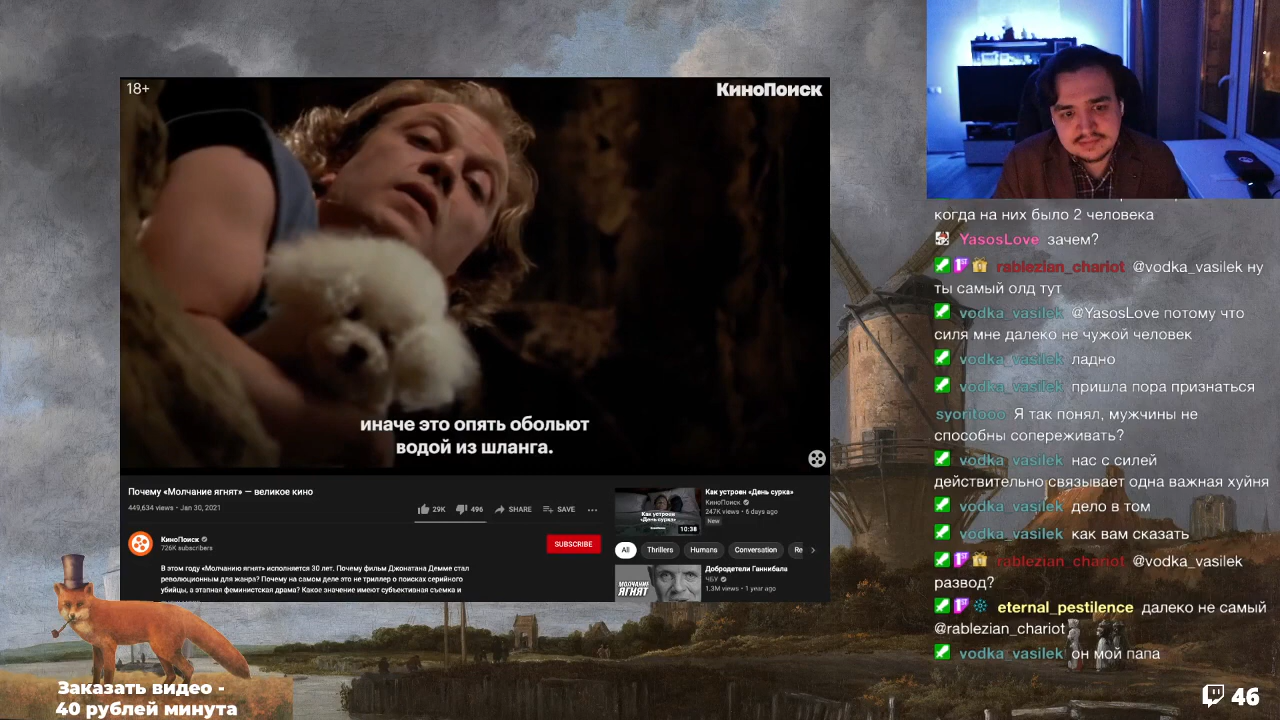 18+
КиноПоиск
иначе это опять обольют
водой из шланга.
Почему «Молчание ягнят» — великое кино
449,634 views • Jan 30, 2021
29K
496
SHARE
SAVE
КиноПоиск
726K subscribers
SUBSCRIBE
В этом году «Молчанию ягнят» исполняется 30 лет. Почему фильм Джонатана Демме стал
революционным для жанра? Почему на самом деле это не триллер о поисках серийного
убийцы, а этапная феминистская драма? Какое значение имеют субъективная съемка и
Как устроен
«День сурка»
10:38
Как устроен «День сурка»
КиноПоиск
247K views • 6 days ago
New
All
Thrillers
Humans
Conversation
Re
МОЛЧАНИЕ
ЯГНЯТ
Добродетели Ганнибала
ЧБУ
1.3M views • 1 year ago
Заказать видео -
40 рублей минута
когда на них было 2 человека
YasosLove зачем?
rablezian_chariot @vodka_vasilek ну
ты самый олд тут
vodka_vasilek @YasosLove потому что
силя мне далеко не чужой человек
vodka_vasilek ладно
vodka_vasilek пришла пора признаться
syoritooo Я так понял, мужчины не
способны сопереживать?
vodka_vasilek нас с силей
действительно связывает одна важная хуйня
vodka_vasilek дело в том
vodka_vasilek как вам сказать
rablezian_chariot @vodka_vasilek
развод?
eternal_pestilence далеко не самый
@rablezian_chariot
vodka_vasilek он мой папа
46